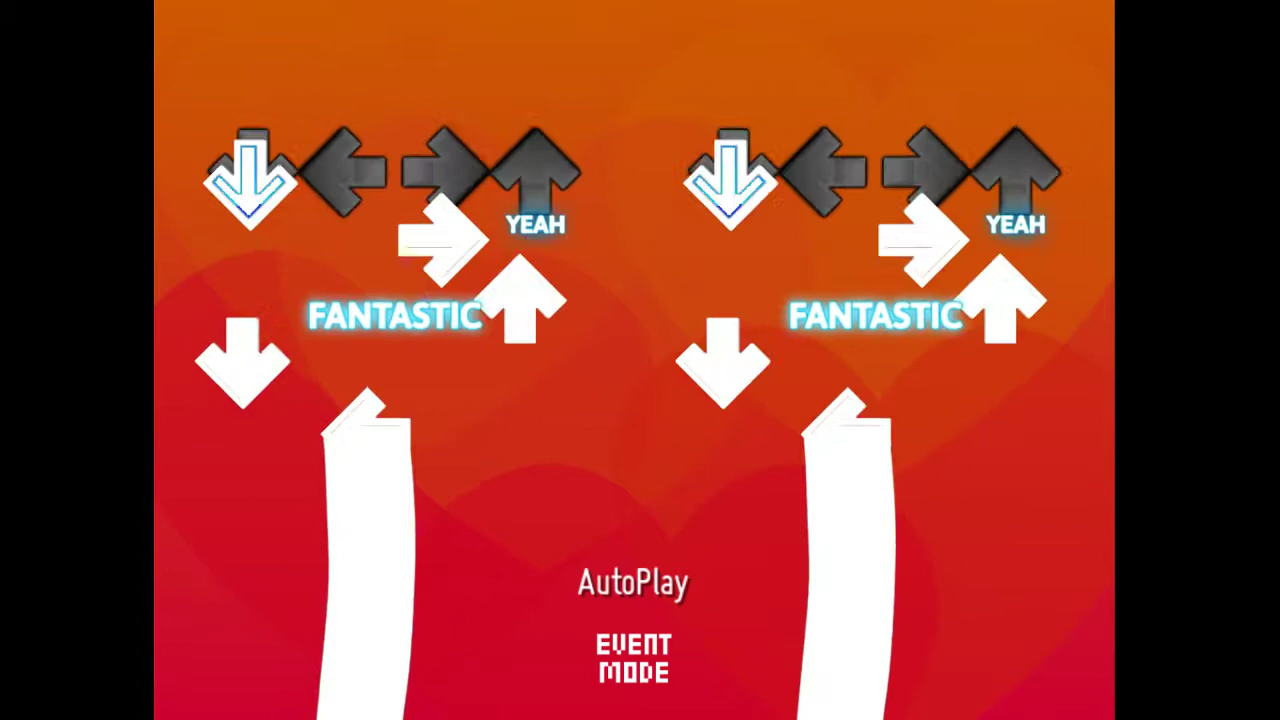 YEAH
YEAH
FANTASTIC
FANTASTIC
AutoPlay
EVENT
MODE